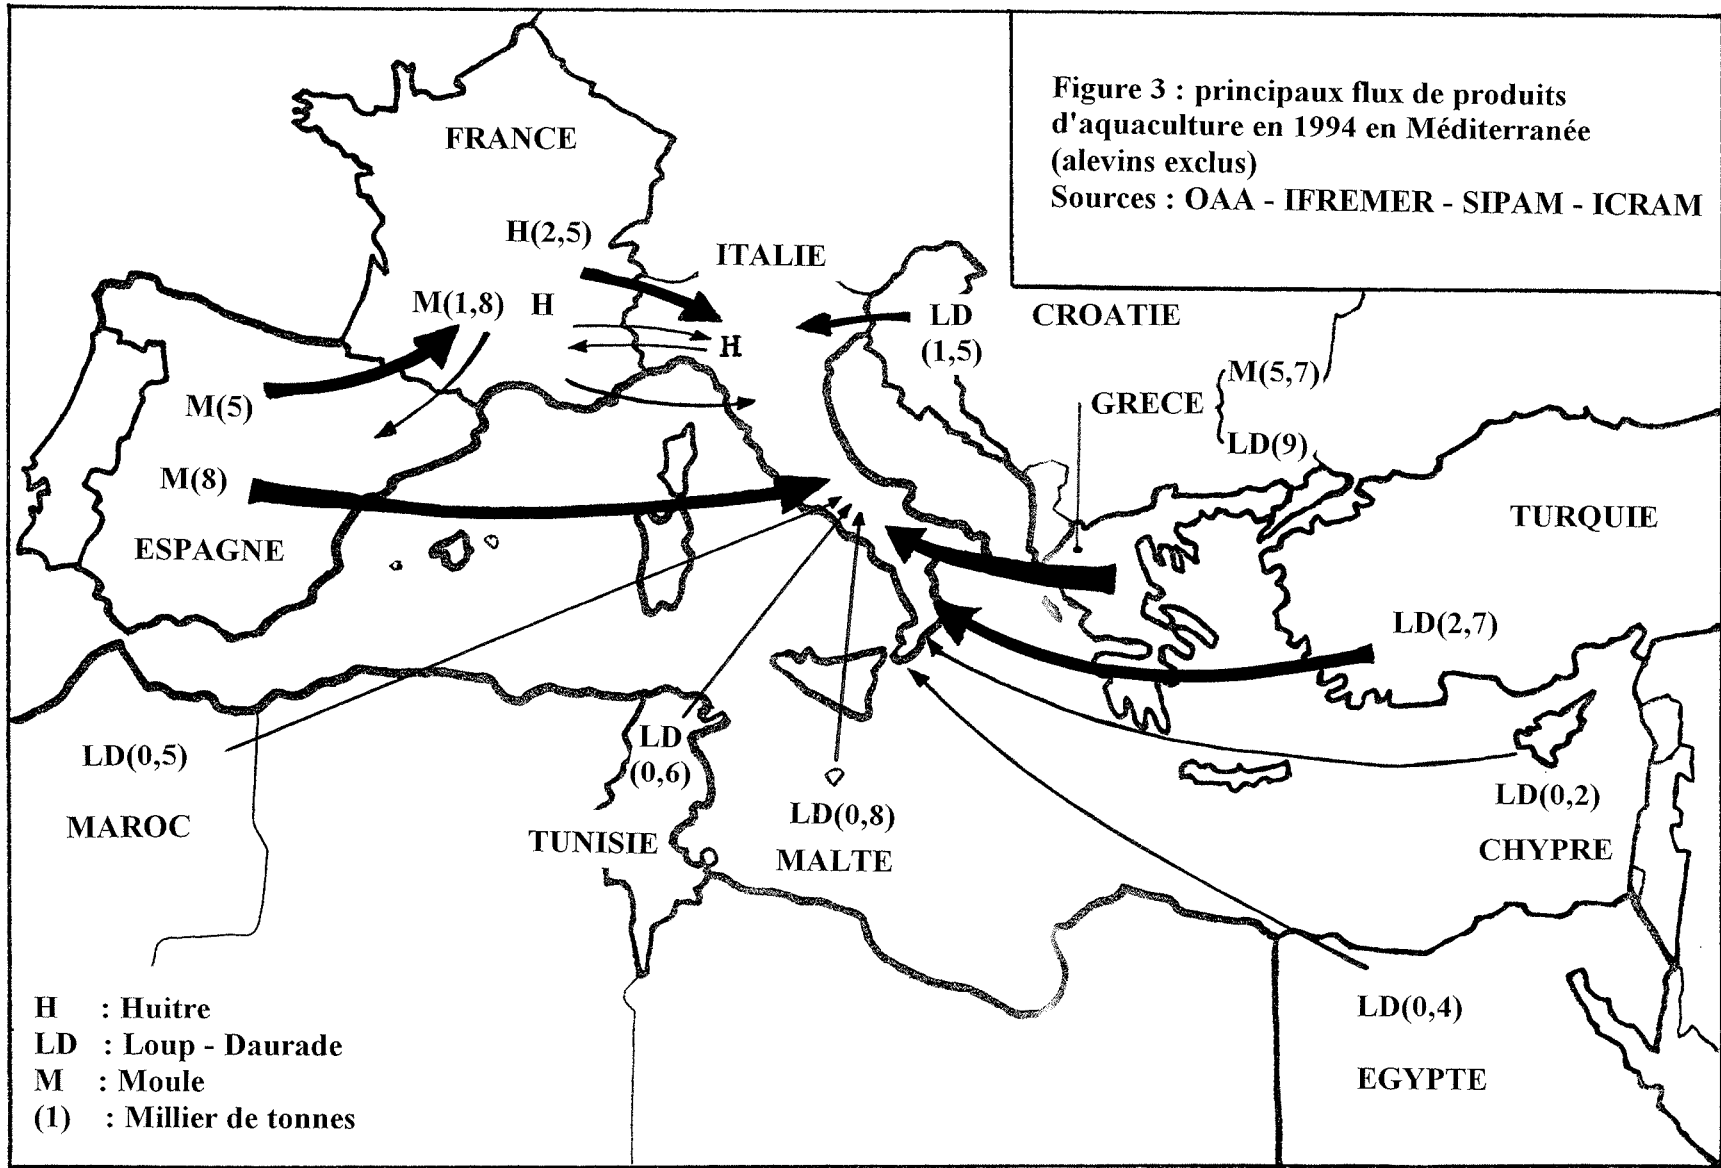 Figure 3 : principaux flux de produits
d'aquaculture en 1994 en Méditerranée
(alevins exclus)
Sources : OAA - IFREMER - SIPAM - ICRAM
FRANCE
H(2,5)
ITALIE
M(1,8)
H
H
LD
(1,5)
CROATIE
M(5)
GRECE
M(5,7)
LD(9)
M(8)
ESPAGNE
TURQUIE
LD(2,7)
LD(0,5)
MAROC
LD
(0,6)
TUNISIE
LD(0,8)
MALTE
LD(0,2)
CHYPRE
LD(0,4)
EGYPTE
H : Huitre
LD : Loup - Daurade
M : Moule
(1) : Millier de tonnes